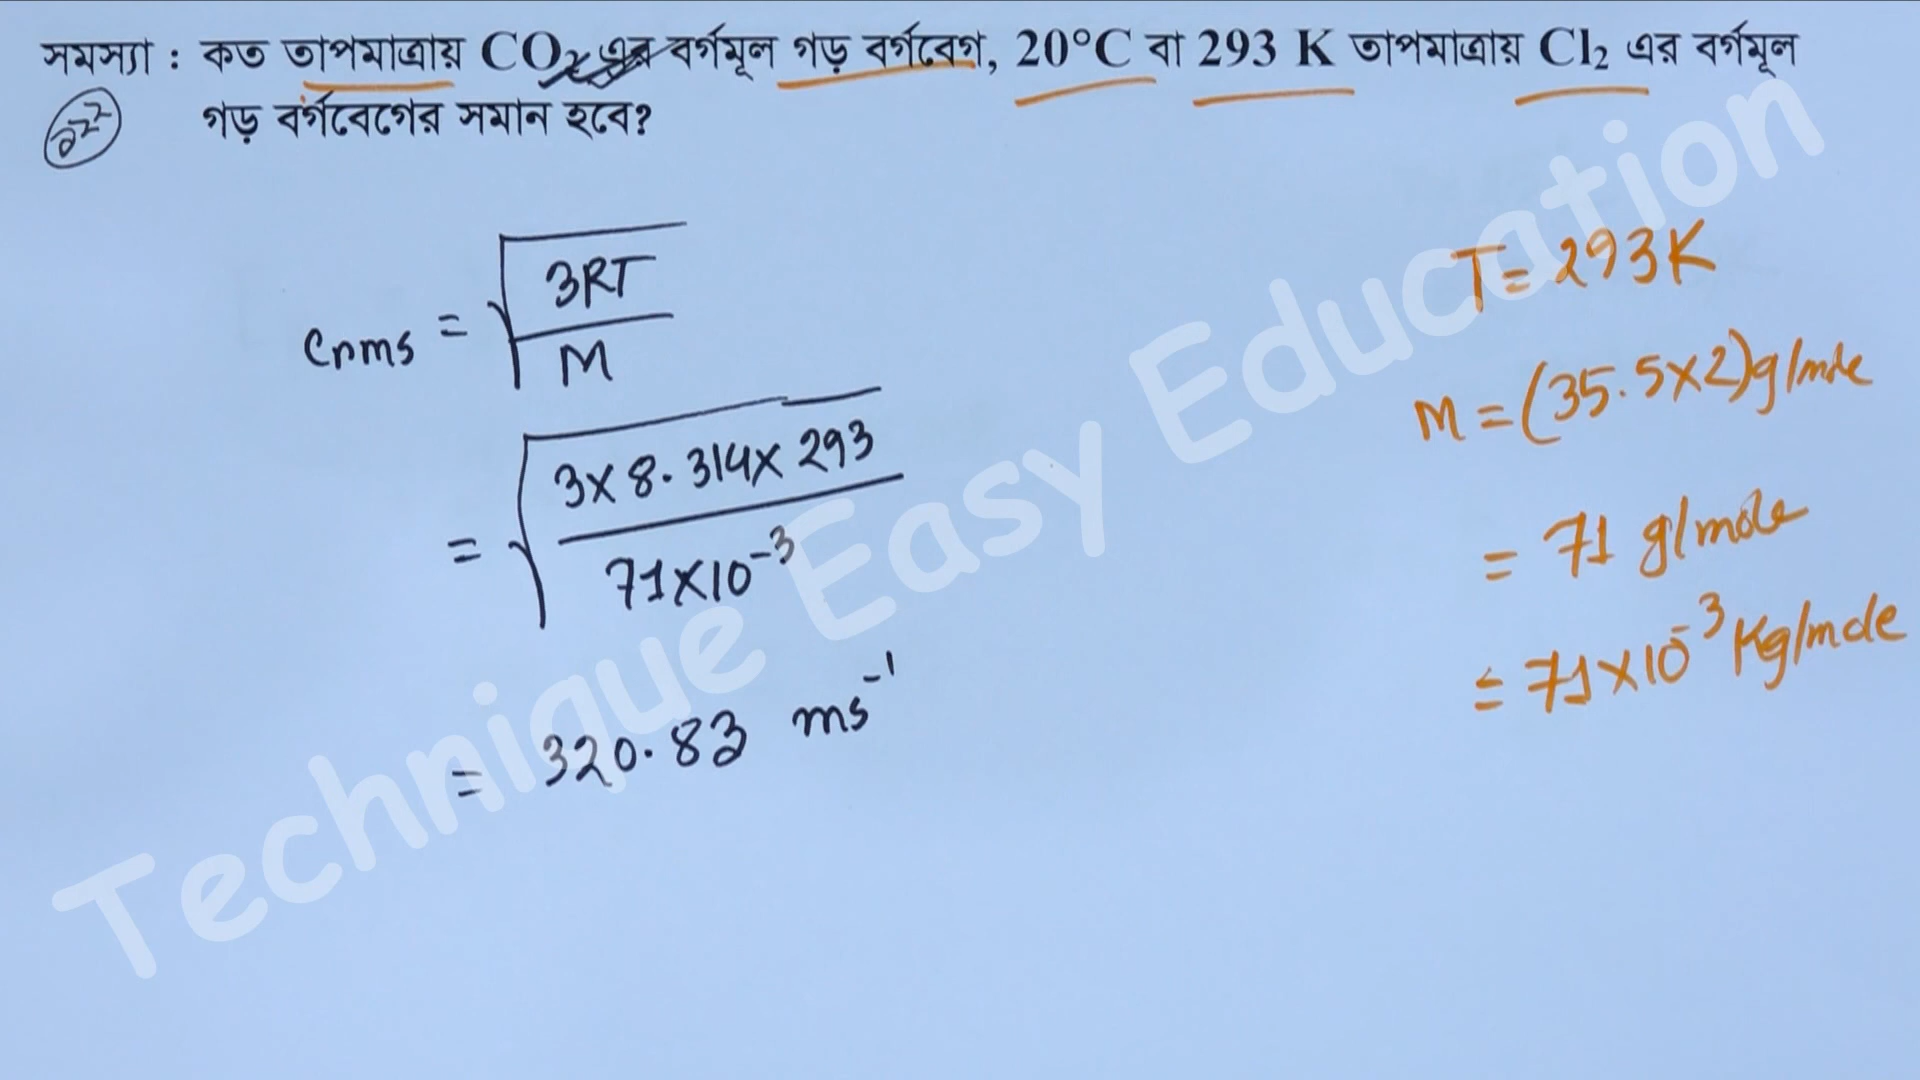 সমস্যা : কত তাপমাত্রায় CO₂ এর বর্গমূল গড় বর্গবেগ, 20°C বা 293 K তাপমাত্রায় Cl₂ এর বর্গমূল
গড় বর্গবেগের সমান হবে?
Crms = √(3RT/M)
= √(3×8.314×293/71×10⁻³)
= 320.83 ms⁻¹
T = 293K
M = (35.5×2)g/mole
= 71 g/mole
= 71×10⁻³ Kg/mole
Technique Easy Education